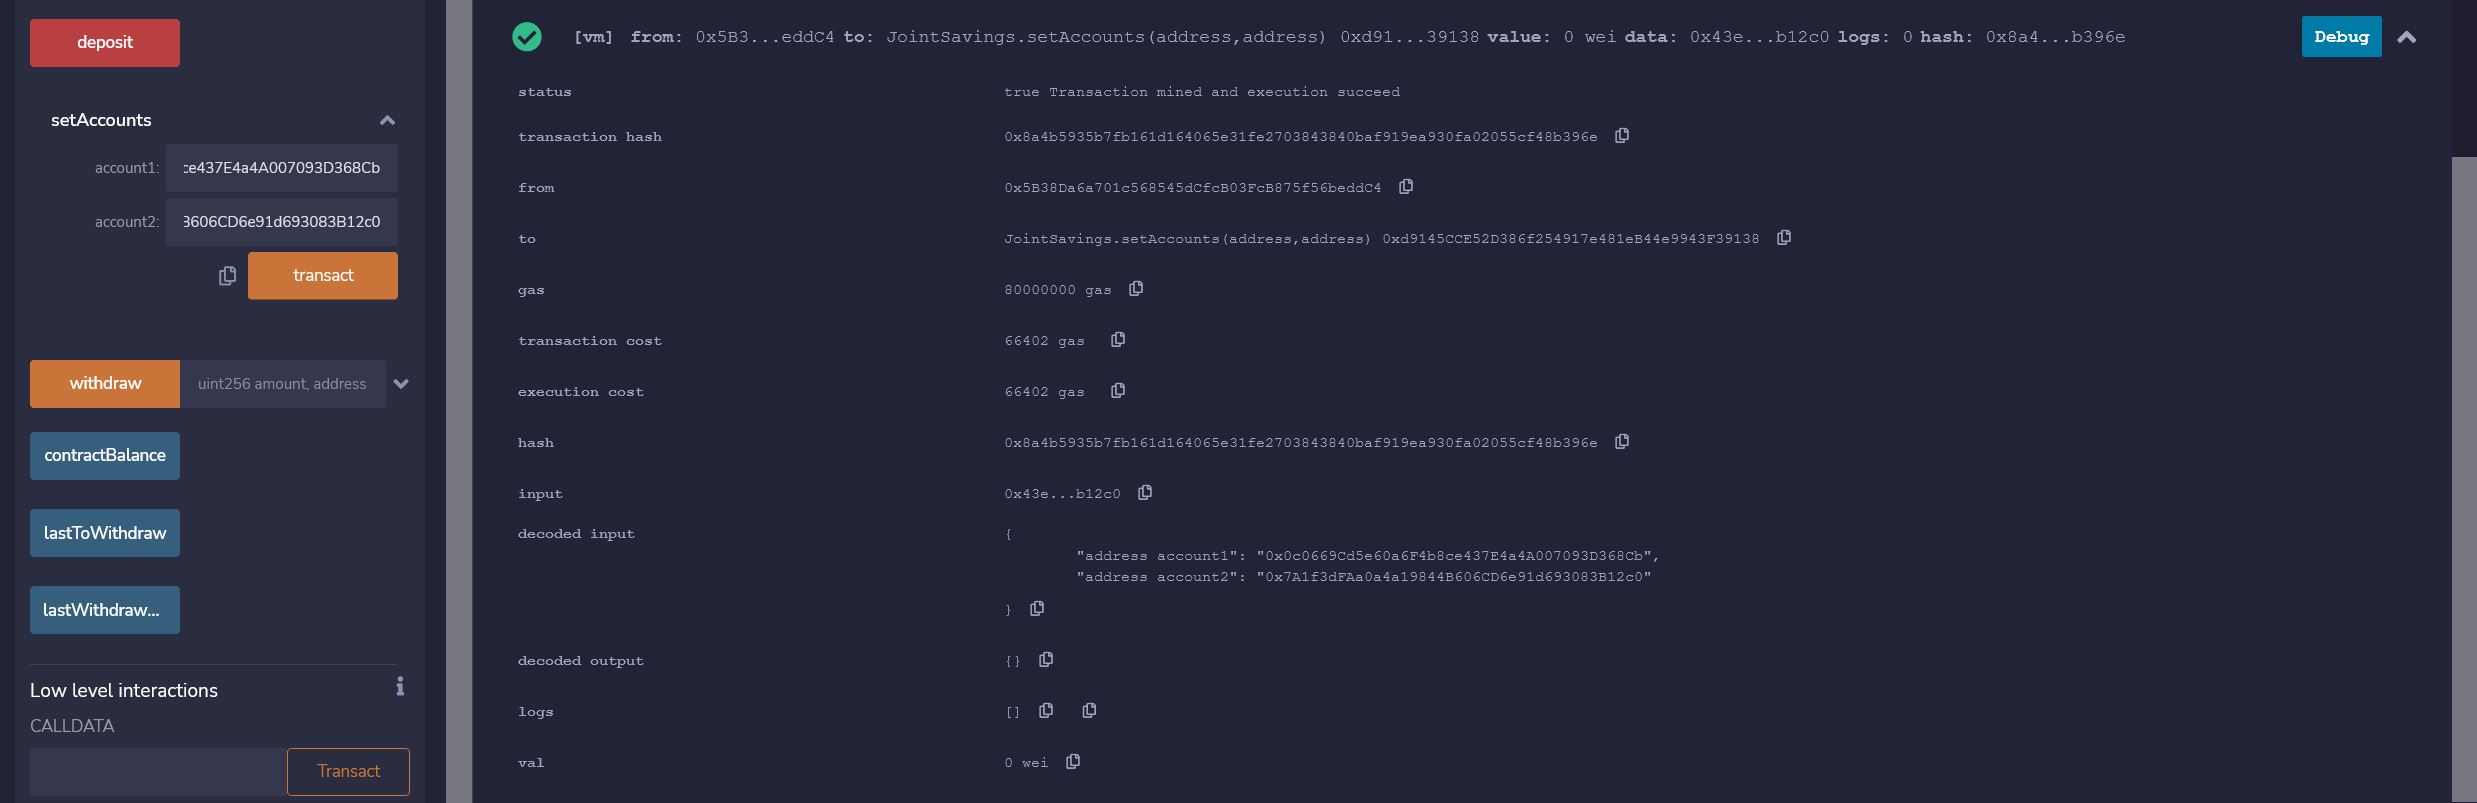 deposit
setAccounts
account1: ce437E4a4A007093D368Cb
account2: 3606CD6e91d693083B12c0
transact
withdraw uint256 amount, address
contractBalance
lastToWithdraw
lastWithdraw...
Low level interactions
CALLDATA
Transact
[vm] from: 0x5B3...eddC4 to: JointSavings.setAccounts(address,address) 0xd91...39138 value: 0 wei data: 0x43e...b12c0 logs: 0 hash: 0x8a4...b396e
Debug
status true Transaction mined and execution succeed
transaction hash 0x8a4b5935b7fb161d164065e31fe2703843840baf919ea930fa02055cf48b396e
from 0x5B38Da6a701c568545dCfcB03FcB875f56beddC4
to JointSavings.setAccounts(address,address) 0xd9145CCE52D386f254917e481eB44e9943F39138
gas 80000000 gas
transaction cost 66402 gas
execution cost 66402 gas
hash 0x8a4b5935b7fb161d164065e31fe2703843840baf919ea930fa02055cf48b396e
input 0x43e...b12c0
decoded input {
"address account1": "0x0c0669Cd5e60a6F4b8ce437E4a4A007093D368Cb",
"address account2": "0x7A1f3dFAa0a4a19844B606CD6e91d693083B12c0"
}
decoded output {}
logs []
val 0 wei